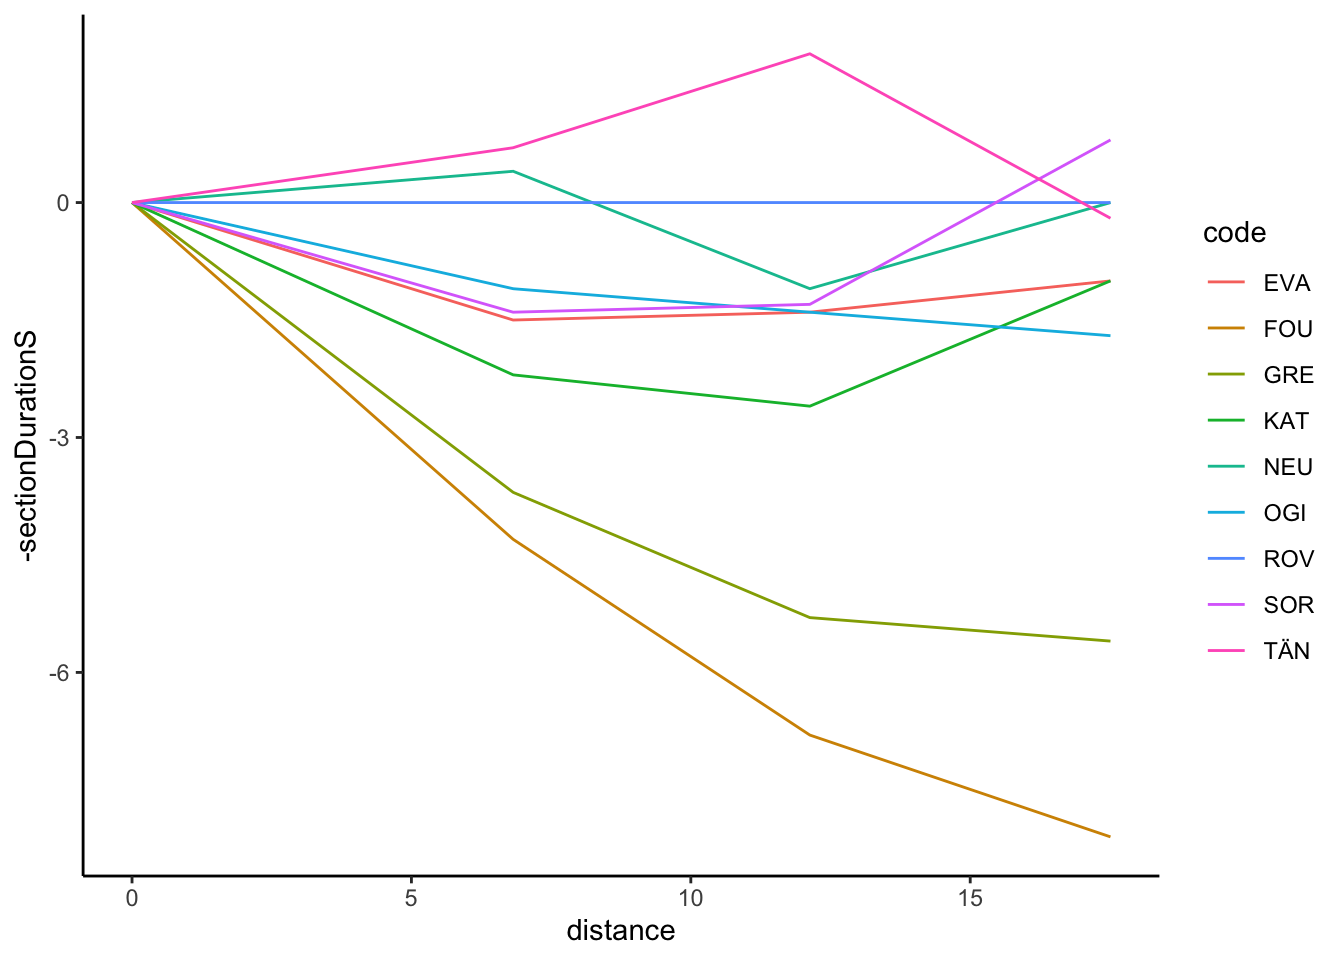 0
-3
-6
-sectionDurationS
0
5
10
15
distance
code
EVA
FOU
GRE
KAT
NEU
OGI
ROV
SOR
TÄN